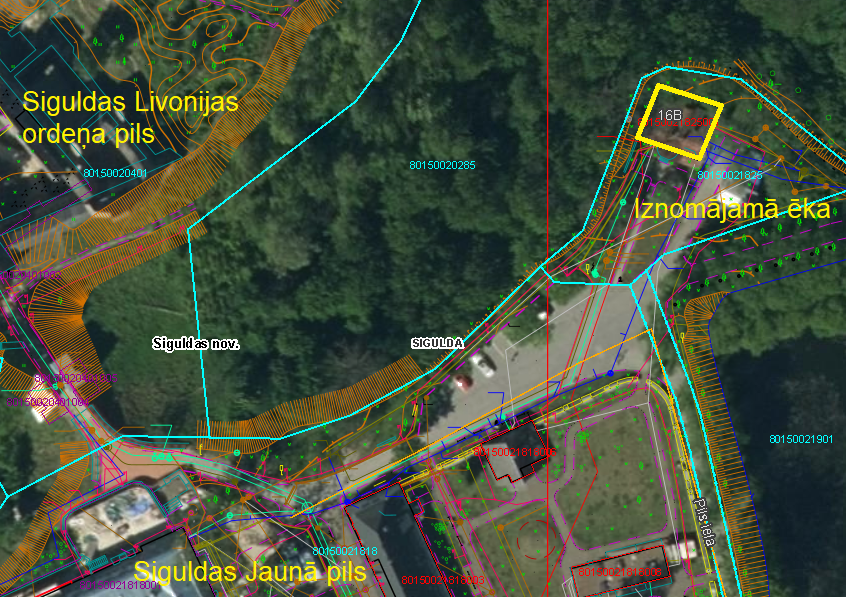 Siguldas Livonijas
ordeņa pils
16B
80150020285
80150020401
80150021825
Iznomājamā ēka
Siguldas nov.
SIGULDA
80150021901
Pils iela
80150021818
Siguldas Jaunā pils